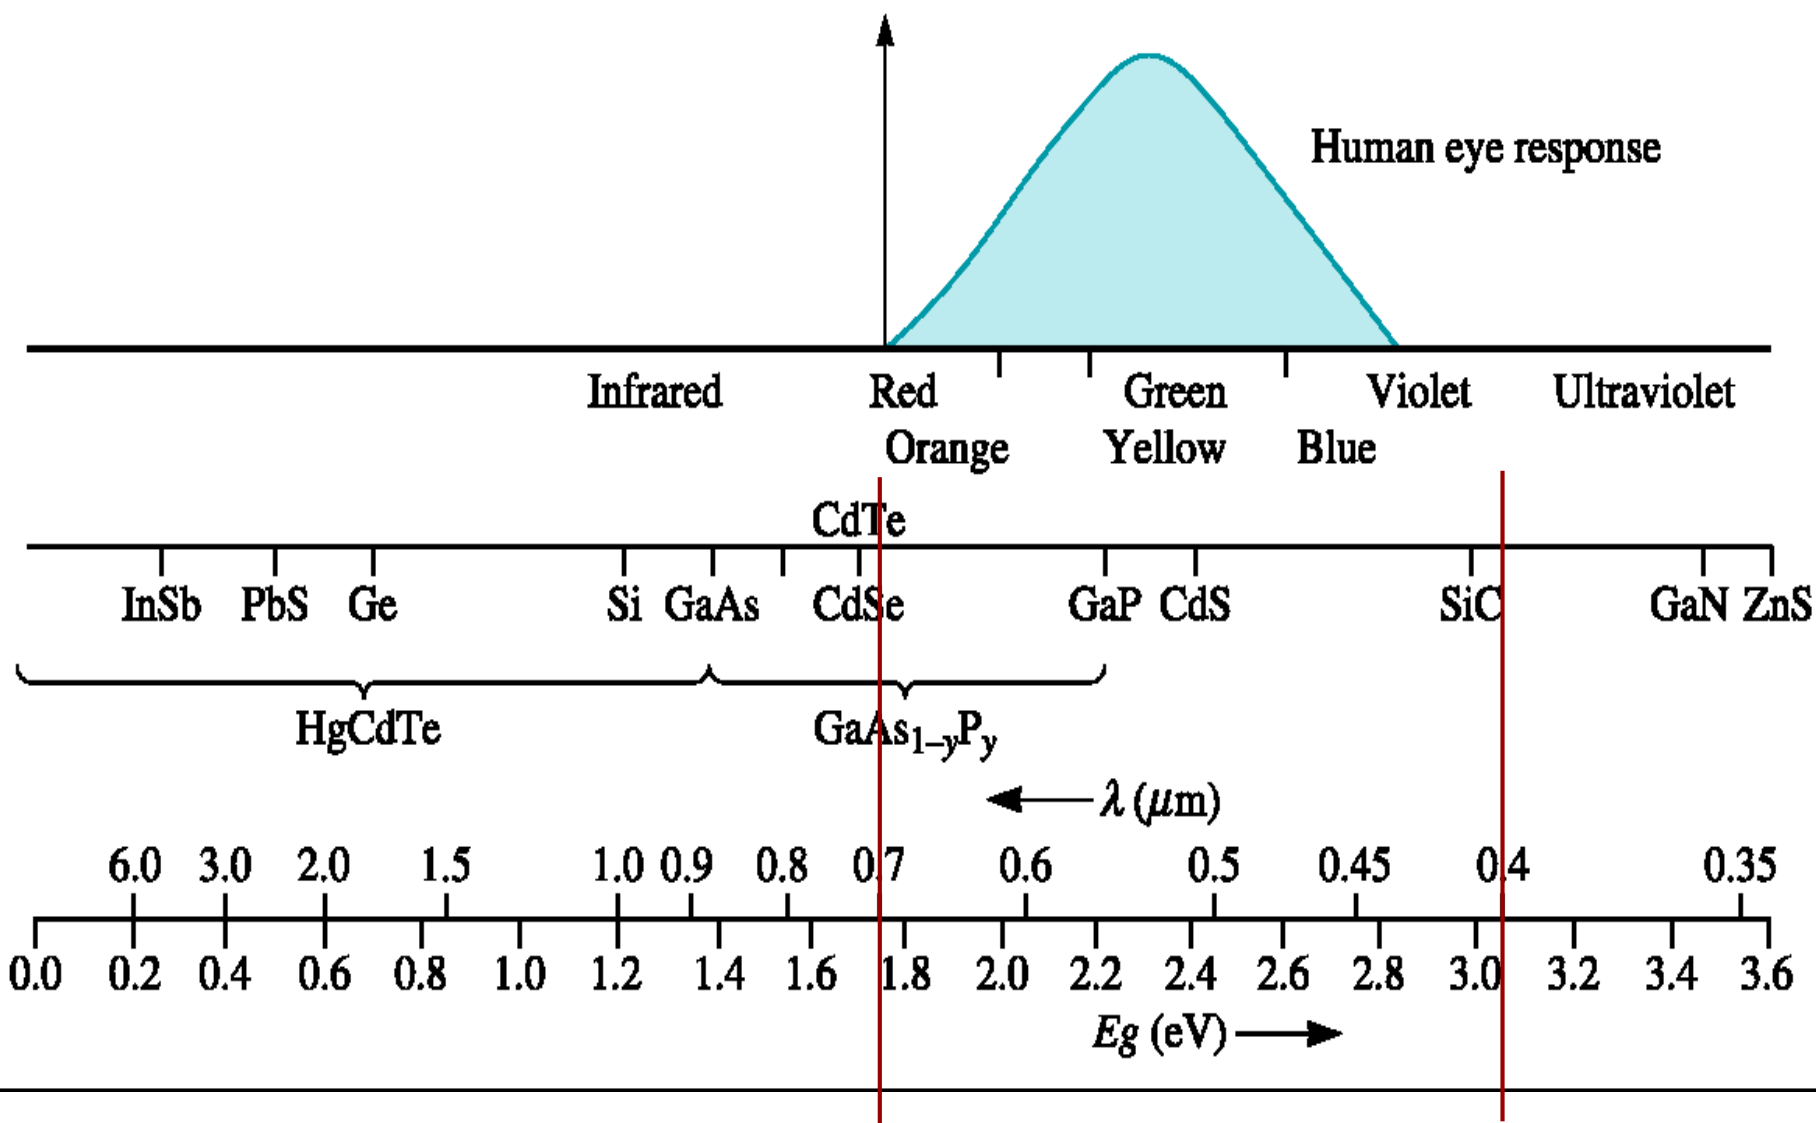 Human eye response
Infrared Red Green Violet Ultraviolet
Orange Yellow Blue
CdTe
InSb PbS Ge Si GaAs CdSe GaP CdS SiC GaN ZnS
HgCdTe GaAs1–yPy
λ (μm)
6.0 3.0 2.0 1.5 1.0 0.9 0.8 0.7 0.6 0.5 0.45 0.4 0.35
0.0 0.2 0.4 0.6 0.8 1.0 1.2 1.4 1.6 1.8 2.0 2.2 2.4 2.6 2.8 3.0 3.2 3.4 3.6
Eg (eV)